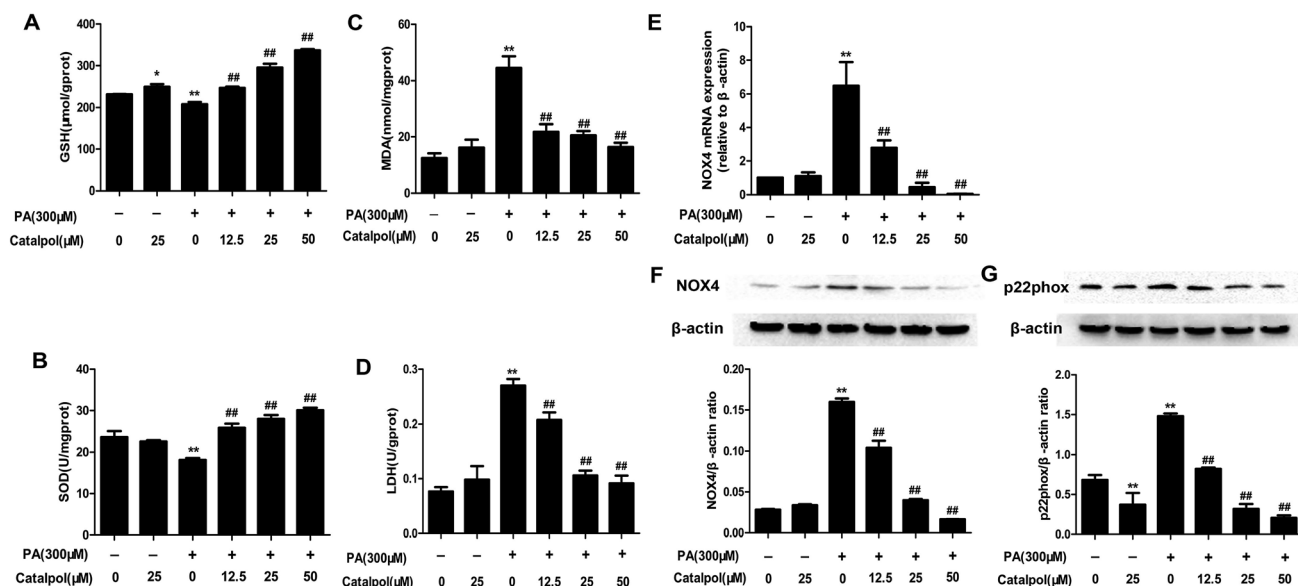 A
GSH(µmol/gprot)
400
300
200
100
0
*
**
##
##
##
PA(300µM) – – + + + +
Catalpol(µM) 0 25 0 12.5 25 50
C
MDA(nmol/mgprot)
60
40
20
0
**
##
##
##
PA(300µM) – – + + + +
Catalpol(µM) 0 25 0 12.5 25 50
E
NOX4 mRNA expression
(relative to β-actin)
10
8
6
4
2
0
**
##
##
##
PA(300µM) – – + + + +
Catalpol(µM) 0 25 0 12.5 25 50
B
SOD(U/mgprot)
40
30
20
10
0
**
##
##
##
PA(300µM) – – + + + +
Catalpol(µM) 0 25 0 12.5 25 50
D
LDH(U/gprot)
0.3
0.2
0.1
0.0
**
##
##
##
PA(300µM) – – + + + +
Catalpol(µM) 0 25 0 12.5 25 50
F
NOX4
β-actin
NOX4/β -actin ratio
0.20
0.15
0.10
0.05
0.00
**
##
##
##
PA(300µM) – – + + + +
Catalpol(µM) 0 25 0 12.5 25 50
G
p22phox
β-actin
p22phox/β -actin ratio
2.0
1.5
1.0
0.5
0.0
**
**
##
##
##
PA(300µM) – – + + + +
Catalpol(µM) 0 25 0 12.5 25 50